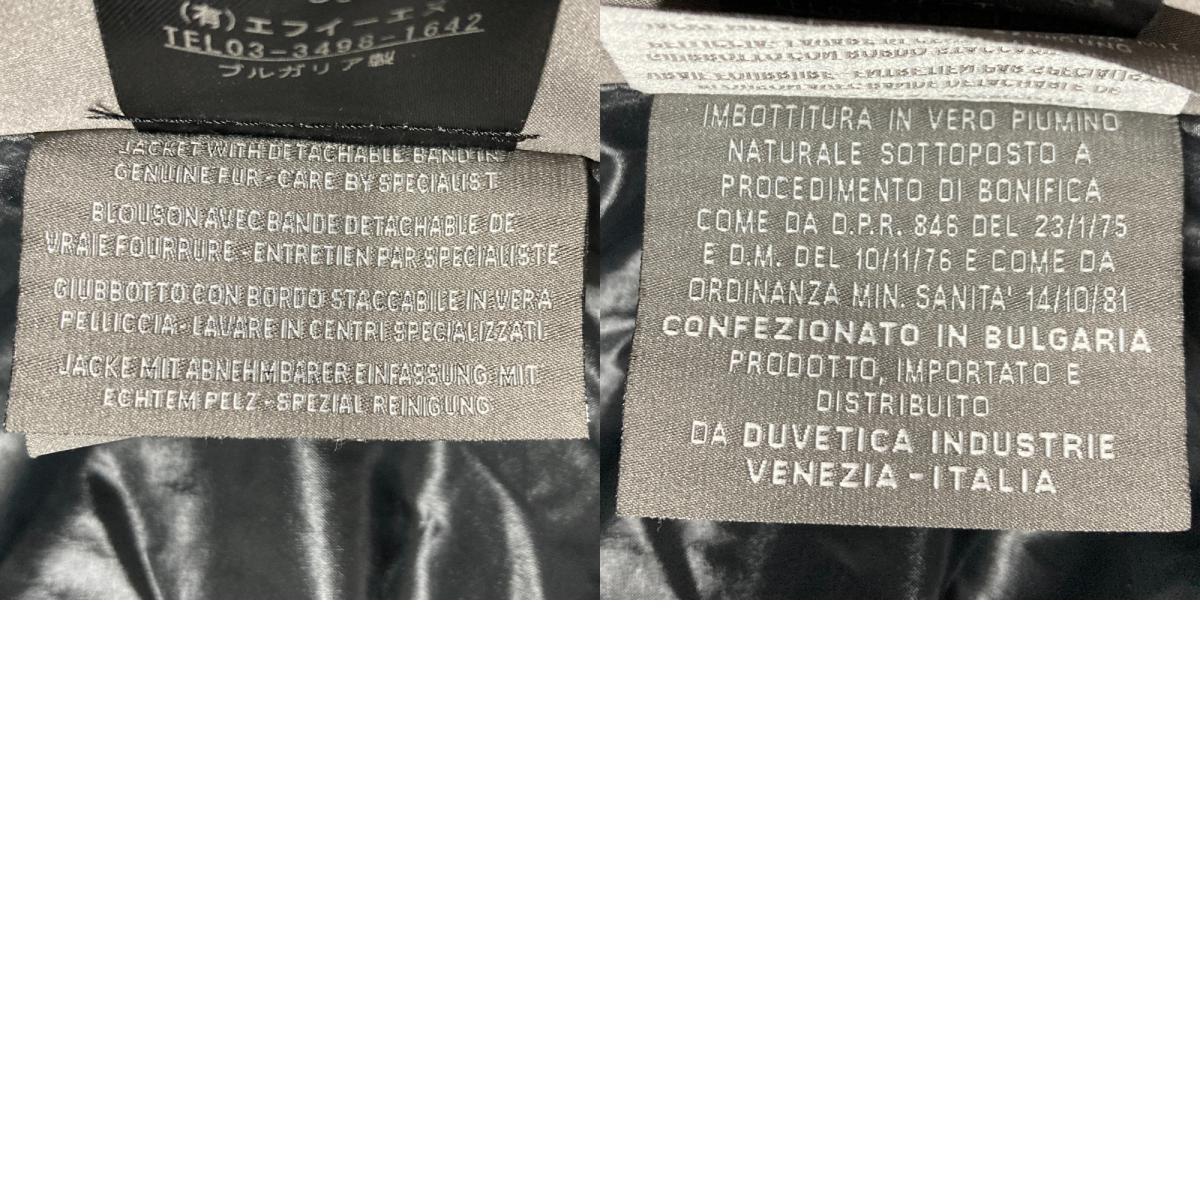 (有)エフイーエヌ
TEL03-3498-1642
ブルガリア製
JACKET WITH DETACHABLE BAND IN
GENUINE FUR - CARE BY SPECIALIST
BLOUSON AVEC BANDE DETACHABLE DE
VRAIE FOURRURE - ENTRETIEN PAR SPECIALISTE
GIUBBOTTO CON BORDO STACCABILE IN VERA
PELLICCIA - LAVARE IN CENTRI SPECIALIZZATI
JACKE MIT ABNEHMBARER EINFASSUNG MIT
ECHTEM PELZ - SPEZIAL REINIGUNG
IMBOTTITURA IN VERO PIUMINO
NATURALE SOTTOPOSTO A
PROCEDIMENTO DI BONIFICA
COME DA D.P.R. 846 DEL 23/1/75
E D.M. DEL 10/11/76 E COME DA
ORDINANZA MIN. SANITA' 14/10/81
CONFEZIONATO IN BULGARIA
PRODOTTO, IMPORTATO E
DISTRIBUITO
DA DUVETICA INDUSTRIE
VENEZIA - ITALIA